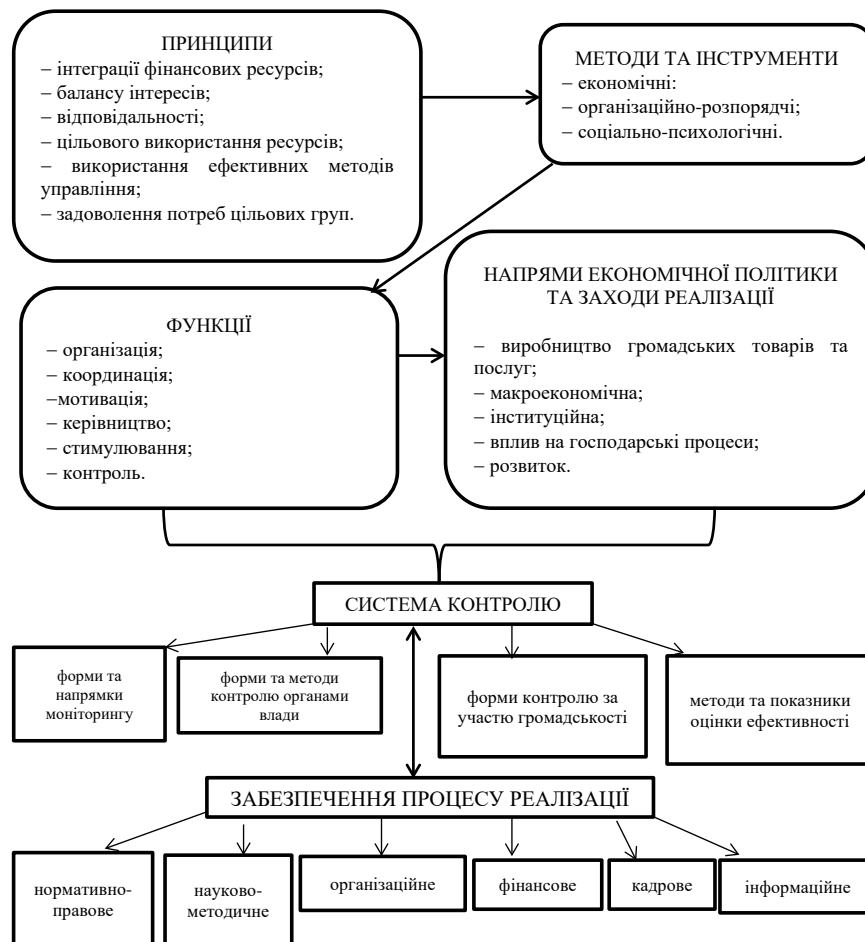 ПРИНЦИПИ
– інтеграції фінансових ресурсів;
– балансу інтересів;
– відповідальності;
– цільового використання ресурсів;
– використання ефективних методів
управління;
– задоволення потреб цільових груп.
МЕТОДИ ТА ІНСТРУМЕНТИ
– економічні:
– організаційно-розпорядчі;
– соціально-психологічні.
ФУНКЦІЇ
– організація;
– координація;
–мотивація;
– керівництво;
– стимулювання;
– контроль.
НАПРЯМИ ЕКОНОМІЧНОЇ ПОЛІТИКИ
ТА ЗАХОДИ РЕАЛІЗАЦІЇ
– виробництво громадських товарів та
послуг;
– макроекономічна;
– інституційна;
– вплив на господарські процеси;
– розвиток.
СИСТЕМА КОНТРОЛЮ
форми та
напрямки
моніторингу
форми та методи
контролю органами
влади
форми контролю за
участю громадськості
методи та показники
оцінки ефективності
ЗАБЕЗПЕЧЕННЯ ПРОЦЕСУ РЕАЛІЗАЦІЇ
нормативно-
правове
науково-
методичне
організаційне
фінансове
кадрове
інформаційне